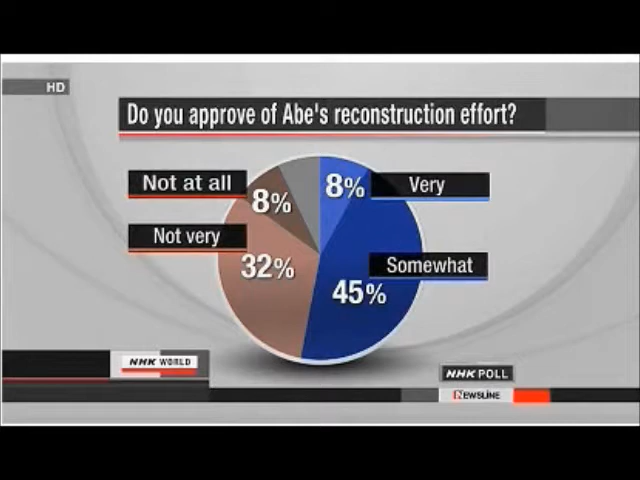 HD
Do you approve of Abe's reconstruction effort?
Not at all
8%
8%
Very
Not very
32%
Somewhat
45%
NHK WORLD
NHK POLL
NEWSLINE